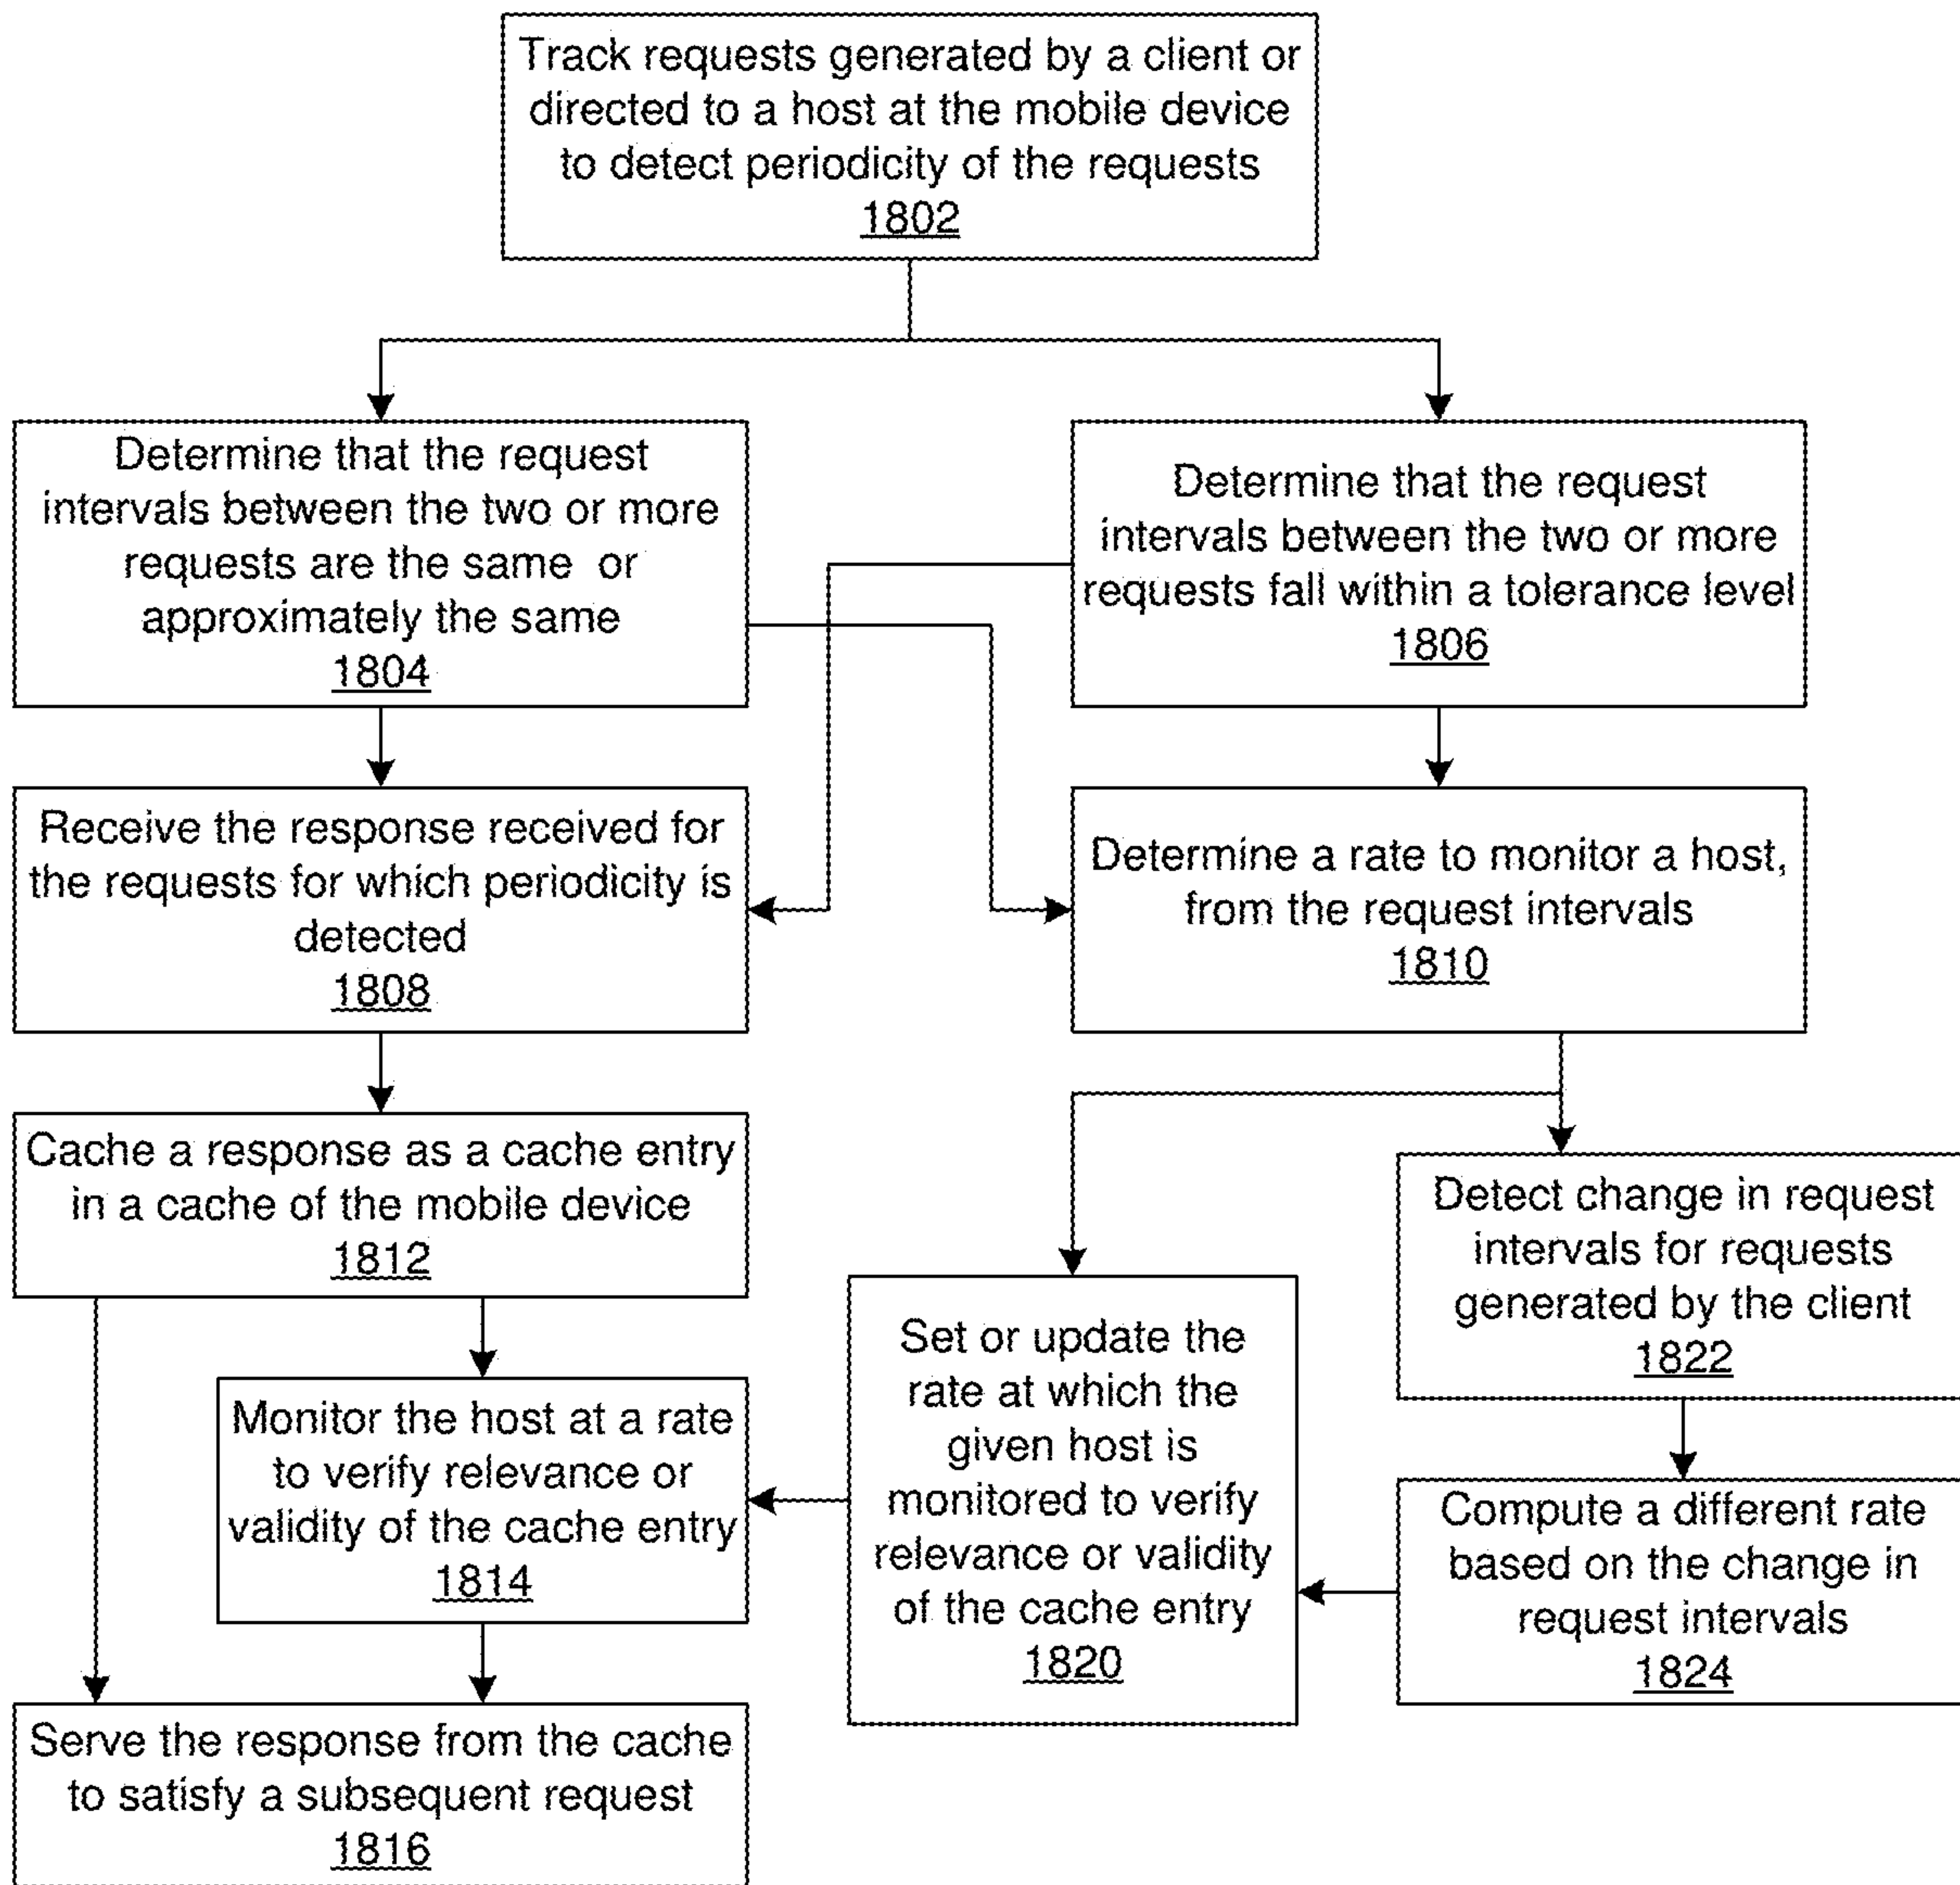 Track requests generated by a client or
directed to a host at the mobile device
to detect periodicity of the requests
1802
Determine that the request
intervals between the two or more
requests are the same or
approximately the same
1804
Determine that the request
intervals between the two or more
requests fall within a tolerance level
1806
Receive the response received for
the requests for which periodicity is
detected
1808
Determine a rate to monitor a host,
from the request intervals
1810
Cache a response as a cache entry
in a cache of the mobile device
1812
Detect change in request
intervals for requests
generated by the client
1822
Set or update the
rate at which the
given host is
monitored to verify
relevance or validity
of the cache entry
1820
Monitor the host at a rate
to verify relevance or
validity of the cache entry
1814
Compute a different rate
based on the change in
request intervals
1824
Serve the response from the cache
to satisfy a subsequent request
1816